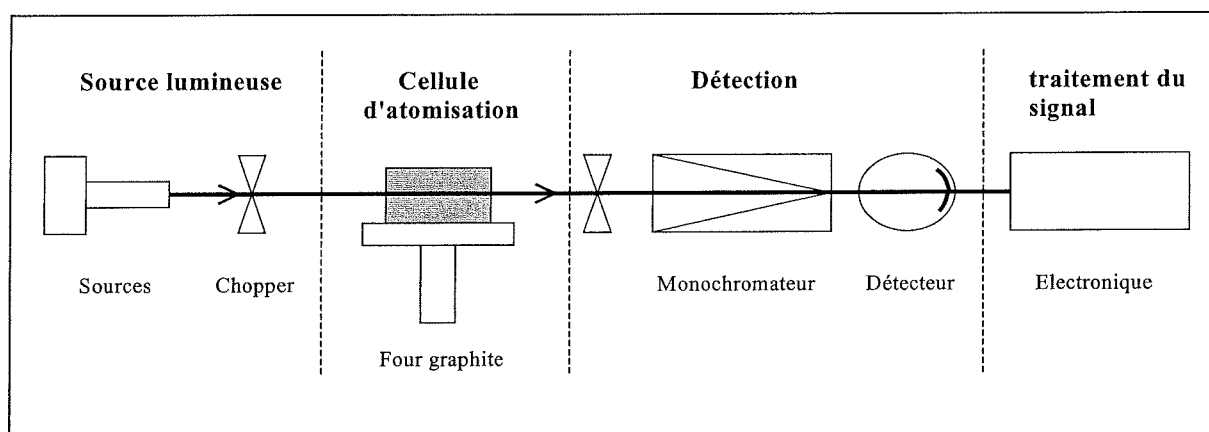 Source lumineuse
Cellule
d'atomisation
Détection
traitement du
signal
Sources
Chopper
Four graphite
Monochromateur
Détecteur
Electronique